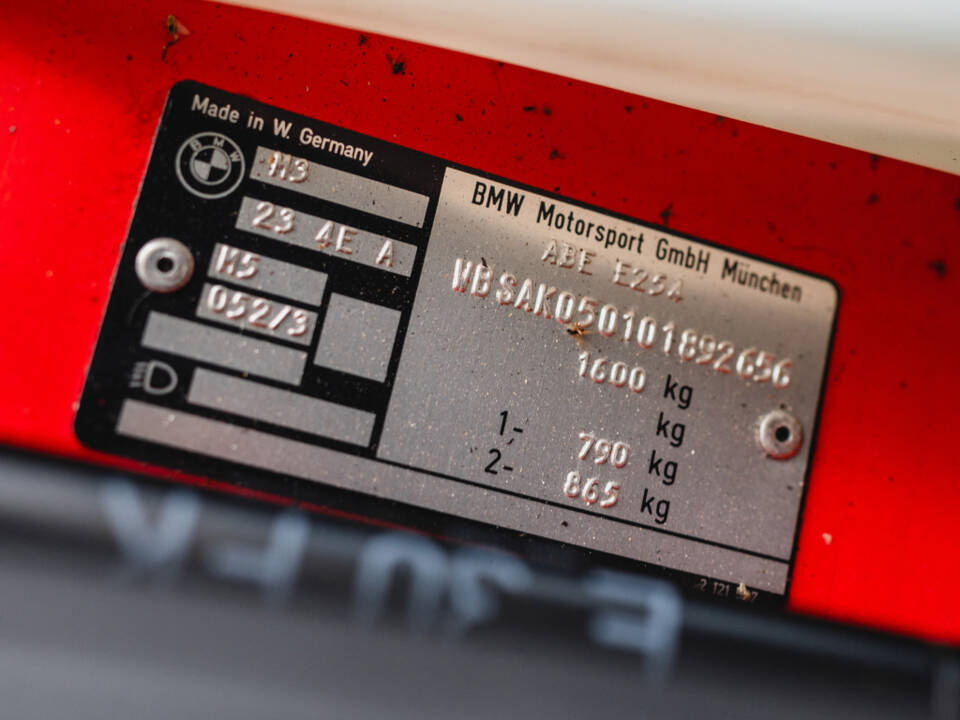 Made in W. Germany
BMW
M3
23 4E A
M5
052/3
BMW Motorsport GmbH München
ABE E254
WBSAK050101892656
1600 kg
kg
1- 790 kg
2- 865 kg